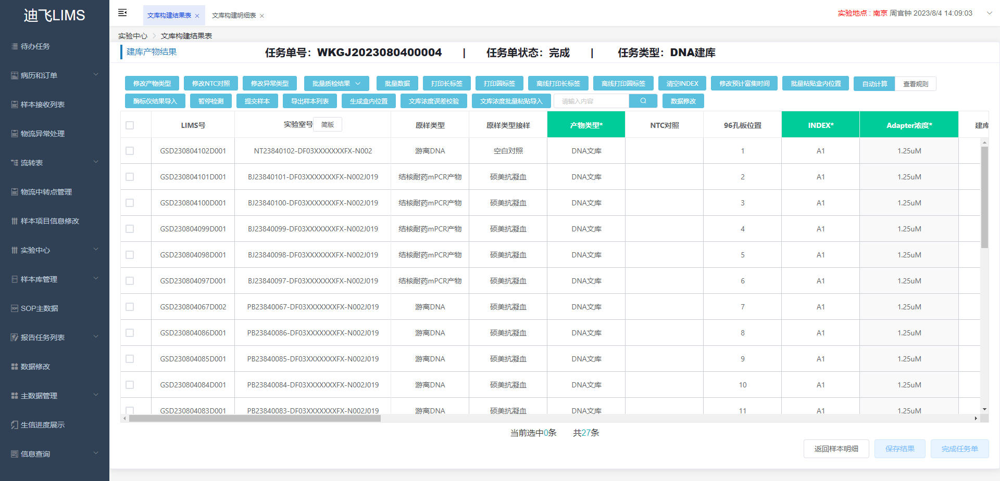 迪飞LIMS
待办任务
病历和订单
样本接收列表
物流异常处理
流转表
物流中转点管理
样本项目信息修改
实验中心
样本库管理
SOP主数据
报告任务列表
数据修改
主数据管理
生信进度展示
信息查询
文库构建结果表 × 文库构建明细表 ×
实验地点 : 南京 周官钟 2023/8/4 14:09:03
实验中心 > 文库构建结果表
建库产物结果 任务单号：WKGJ2023080400004 | 任务单状态：完成 | 任务类型：DNA建库
修改产物类型 修改NTC对照 修改异常类型 批量质检结果 批量数据 打印长标签 打印圆标签 离线打印长标签 离线打印圆标签 清空INDEX 修改预计富集时间 批量粘贴盒内位置 自动计算 查看规则
酶标仪结果导入 暂停检测 提交样本 导出样本列表 生成盒内位置 文库浓度误差校验 文库浓度批量粘贴导入 请输入内容 数据修改
LIMS号 实验室号 简版 原样类型 原样类型接样 产物类型* NTC对照 96孔板位置 INDEX* Adapter浓度* 建库
GSD230804102D001 NT23840102-DF03XXXXXXXFX-N002 游离DNA 空白对照 DNA文库 1 A1 1.25uM
GSD230804101D001 BJ23840101-DF03XXXXXXXFX-N002J019 结核耐药mPCR产物 硕美抗凝血 DNA文库 2 A1 1.25uM
GSD230804100D001 BJ23840100-DF03XXXXXXXFX-N002J019 结核耐药mPCR产物 硕美抗凝血 DNA文库 3 A1 1.25uM
GSD230804099D001 BJ23840099-DF03XXXXXXXFX-N002J019 结核耐药mPCR产物 硕美抗凝血 DNA文库 4 A1 1.25uM
GSD230804098D001 BJ23840098-DF03XXXXXXXFX-N002J019 结核耐药mPCR产物 硕美抗凝血 DNA文库 5 A1 1.25uM
GSD230804097D001 BJ23840097-DF03XXXXXXXFX-N002J019 结核耐药mPCR产物 硕美抗凝血 DNA文库 6 A1 1.25uM
GSD230804067D002 PB23840067-DF03XXXXXXXFX-N002J019 游离DNA 硕美抗凝血 DNA文库 7 A1 1.25uM
GSD230804086D001 PB23840086-DF03XXXXXXXFX-N002J019 游离DNA 硕美抗凝血 DNA文库 8 A1 1.25uM
GSD230804085D001 PB23840085-DF03XXXXXXXFX-N002J019 游离DNA 硕美抗凝血 DNA文库 9 A1 1.25uM
GSD230804084D001 PB23840084-DF03XXXXXXXFX-N002J019 游离DNA 硕美抗凝血 DNA文库 10 A1 1.25uM
GSD230804083D001 PB23840083-DF03XXXXXXXFX-N002J019 游离DNA 硕美抗凝血 DNA文库 11 A1 1.25uM
当前选中0条 共27条
返回样本明细 保存结果 完成任务单